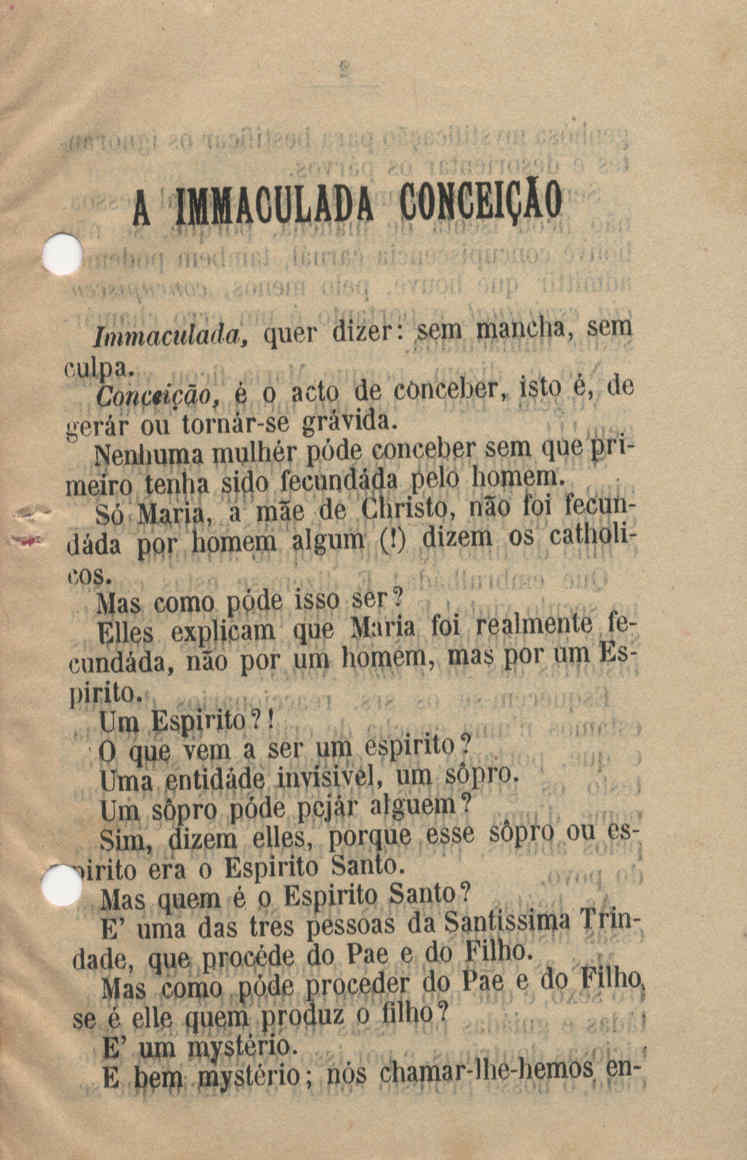 A IMMACULADA CONCEIÇÃO
Immaculada, quer dizer: sem mancha, sem
culpa.
Conceição, é o acto de conceber, isto é, de
gerár ou tornár-se grávida.
Nenhuma mulhér póde conceber sem que pri-
meiro tenha sido fecundáda pelo homem.
Só Maria, a mãe de Christo, não foi fecun-
dáda por homem algum (!) dizem os catholi-
cos.
Mas como póde isso ser?
Elles explicam que Maria foi realmente fe-
cundáda, não por um homem, mas por um Es-
pirito.
Um Espirito?!
O que vem a ser um espirito?
Uma entidáde invisivel, um sôpro.
Um sôpro póde pejár alguem?
Sim, dizem elles, porque esse sôpro ou es-
pirito era o Espirito Santo.
Mas quem é o Espirito Santo?
E' uma das tres pessoas da Santissima Trin-
dade, que procéde do Pae e do Filho.
Mas como póde proceder do Pae e do Filho,
se é elle quem produz o filho?
E' um mystério.
E bem mystério; nós chamar-lhe-hemos en-